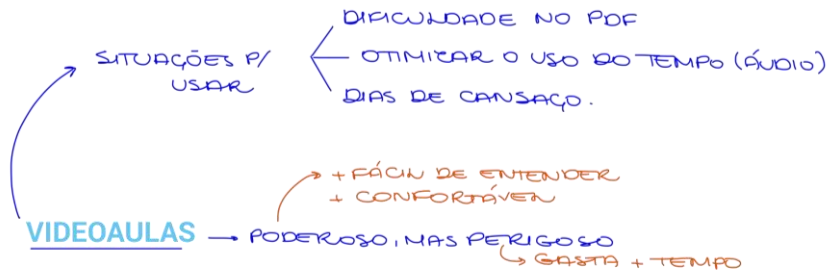 DIFICULDADE NO PDF
SITUAÇÕES P/
USAR
OTIMIZAR O USO DO TEMPO (ÁUDIO)
DIAS DE CANSAÇO.
+ FÁCIL DE ENTENDER
+ CONFORTÁVEL
VIDEOAULAS → PODEROSO, MAS PERIGOSO
GASTA + TEMPO